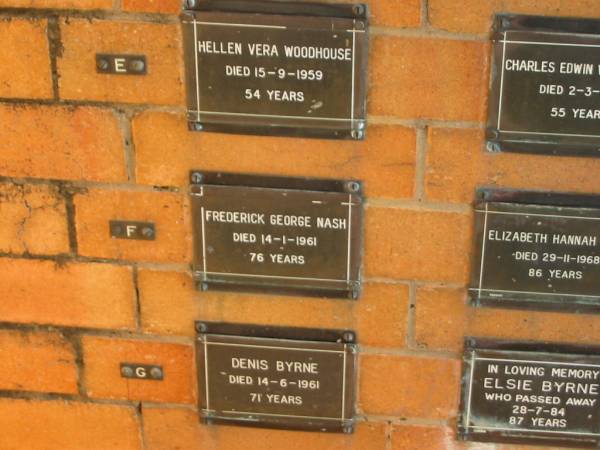 E
HELLEN VERA WOODHOUSE
DIED 15-9-1959
54 YEARS
CHARLES EDWIN
DIED 2-3-
55 YEAR
F
FREDERICK GEORGE NASH
DIED 14-1-1961
76 YEARS
ELIZABETH HANNAH
DIED 29-11-1968
86 YEARS
G
DENIS BYRNE
DIED 14-6-1961
71 YEARS
IN LOVING MEMORY
ELSIE BYRNE
WHO PASSED AWAY
28-7-84
87 YEARS